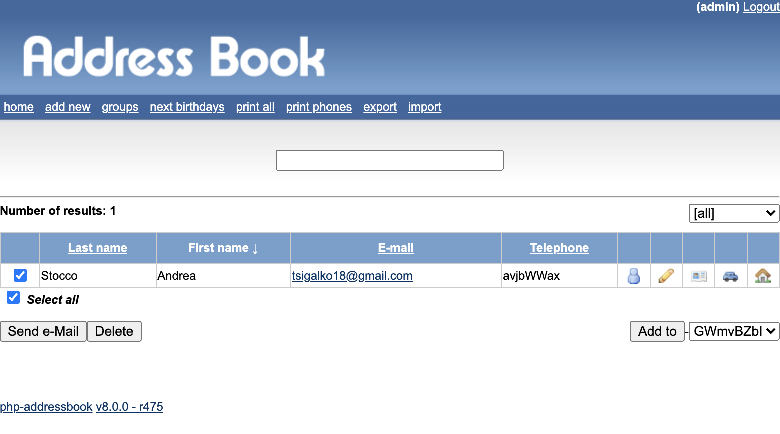 (admin) Logout
Address Book
home add new groups next birthdays print all print phones export import
Number of results: 1 [all]
Last name First name ↓ E-mail Telephone
Stocco Andrea tsigalko18@gmail.com avjbWWax
Select all
Send e-Mail Delete Add to - GWmvBZbI
php-addressbook v8.0.0 - r475